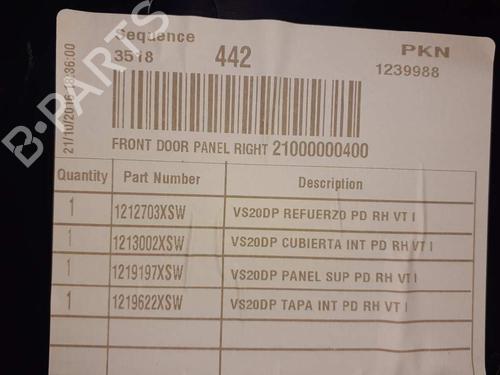 Sequence
3518
442
PKN
1239988
21/10/2016 18:36:00
FRONT DOOR PANEL RIGHT 21000000400
Quantity Part Number Description
1 1212703XSW VS20DP REFUERZO PD RH VT I
1 1213002XSW VS20DP CUBIERTA INT PD RH VT I
1 1219197XSW VS20DP PANEL SUP PD RH VT I
1 1219622XSW VS20DP TAPA INT PD RH VT I
B-PARTS